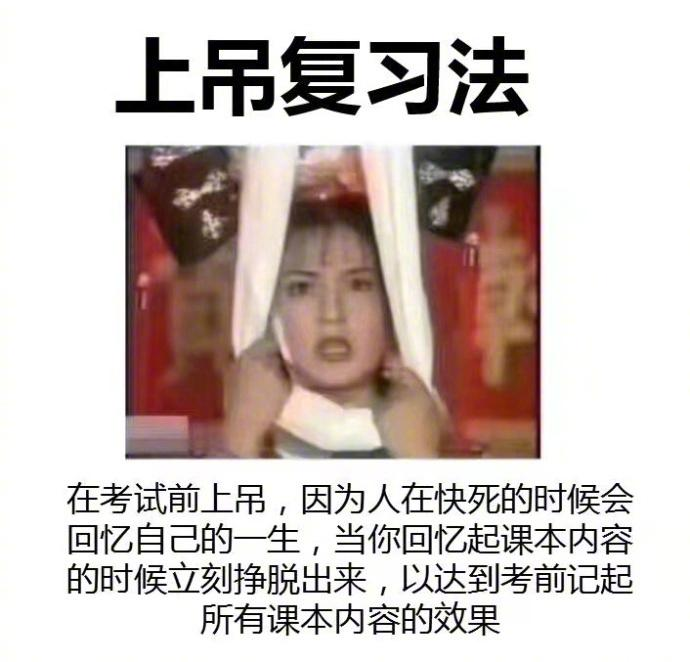 上吊复习法
在考试前上吊，因为人在快死的时候会
回忆自己的一生，当你回忆起课本内容
的时候立刻挣脱出来，以达到考前记起
所有课本内容的效果